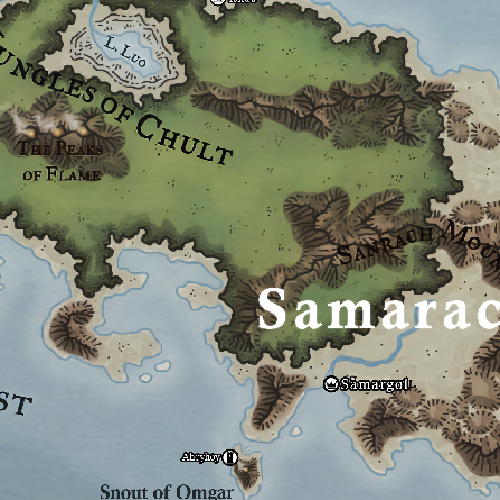 L. Luo
UNGLES OF CHULT
THE PEAKS
OF FLAME
SANRACH MOU
Samarac
Samargol
ST
Snout of Omgar